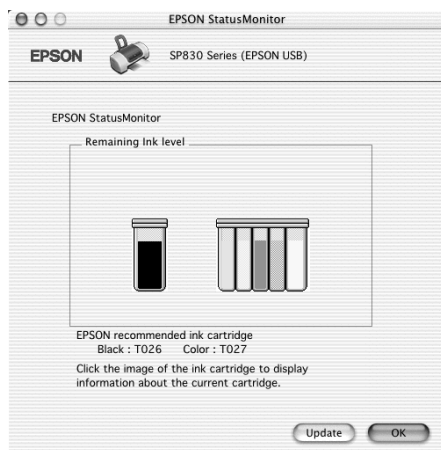 EPSON StatusMonitor
EPSON
SP830 Series (EPSON USB)
EPSON StatusMonitor
Remaining Ink level
EPSON recommended ink cartridge
Black : T026 Color : T027
Click the image of the ink cartridge to display
information about the current cartridge.
Update OK